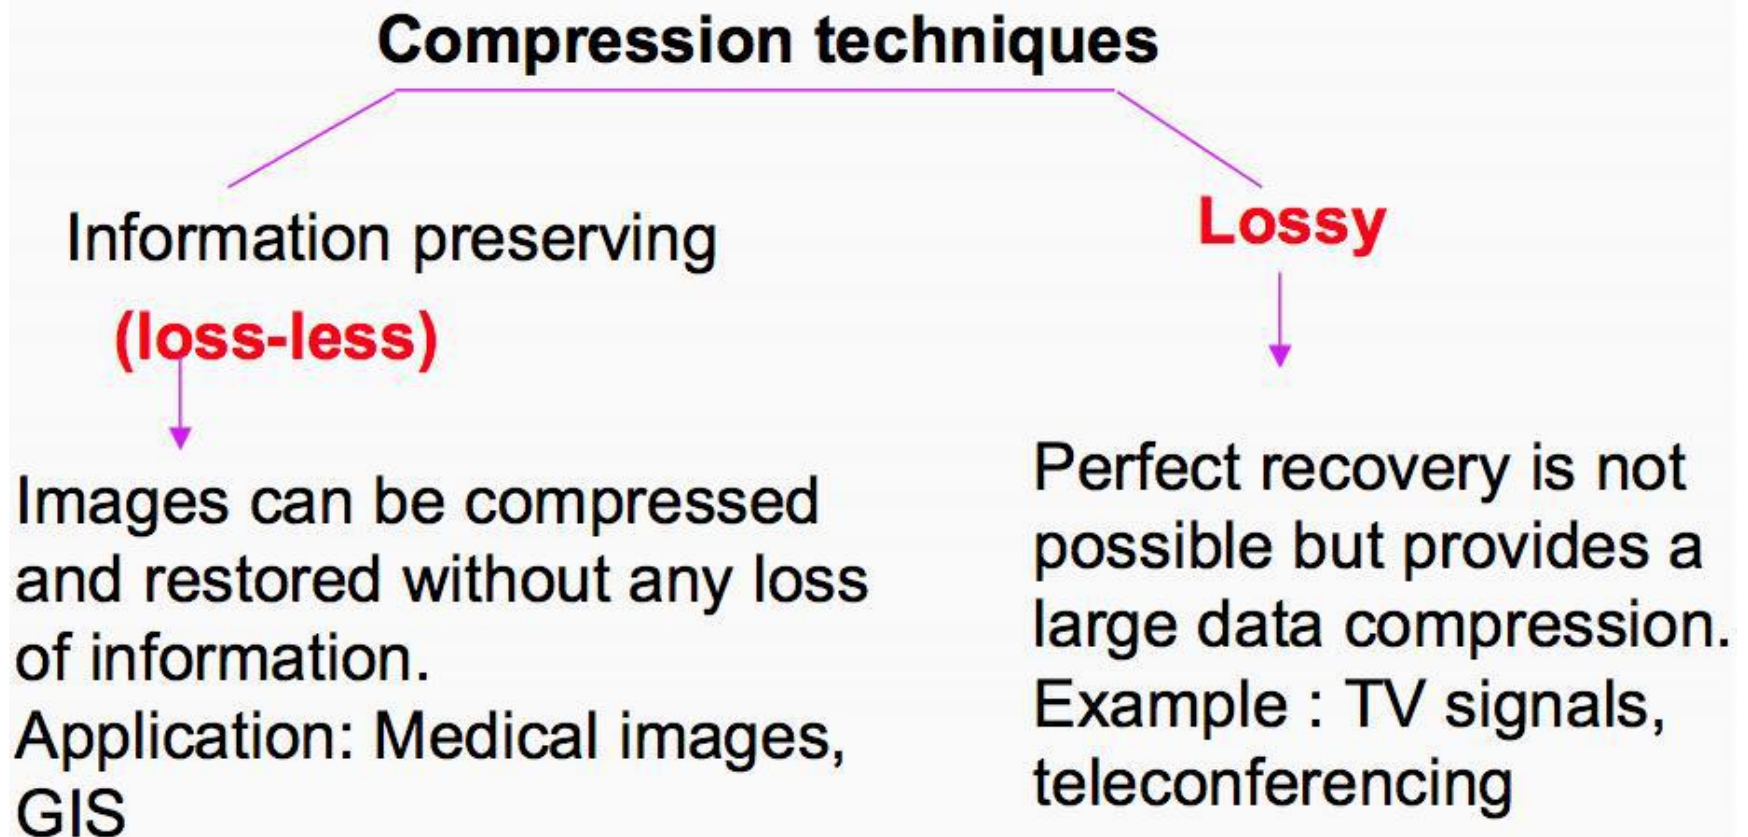 Compression techniques
Information preserving
(loss-less)
Images can be compressed
and restored without any loss
of information.
Application: Medical images,
GIS
Lossy
Perfect recovery is not
possible but provides a
large data compression.
Example : TV signals,
teleconferencing